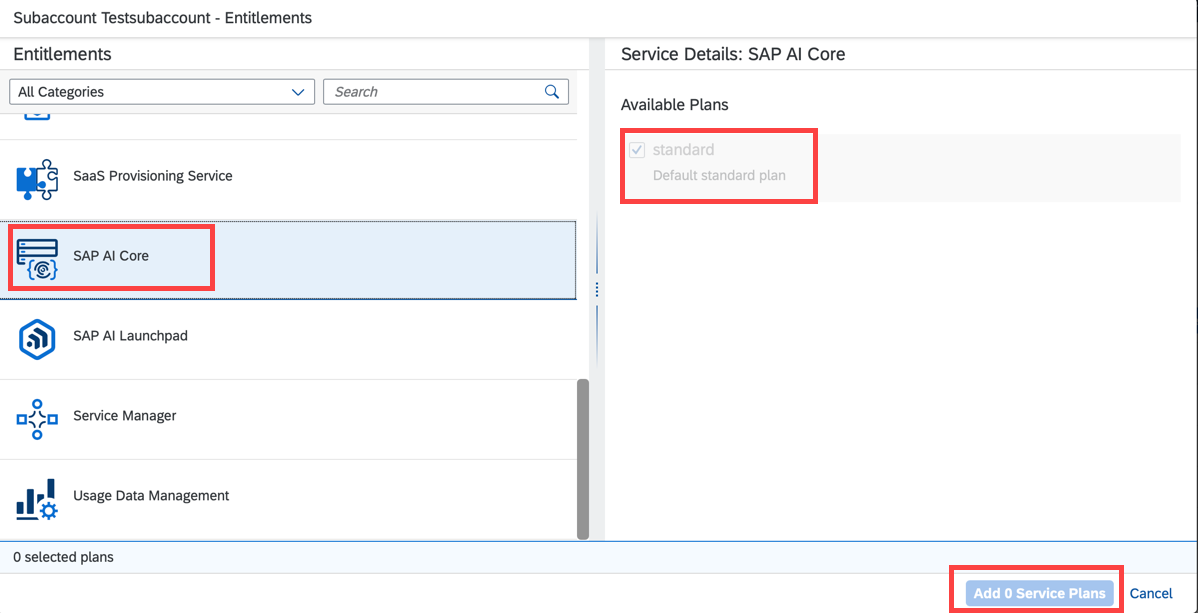 Subaccount Testsubaccount - Entitlements
Entitlements
All Categories
Search
SaaS Provisioning Service
SAP AI Core
SAP AI Launchpad
Service Manager
Usage Data Management
Service Details: SAP AI Core
Available Plans
standard
Default standard plan
0 selected plans
Add 0 Service Plans
Cancel